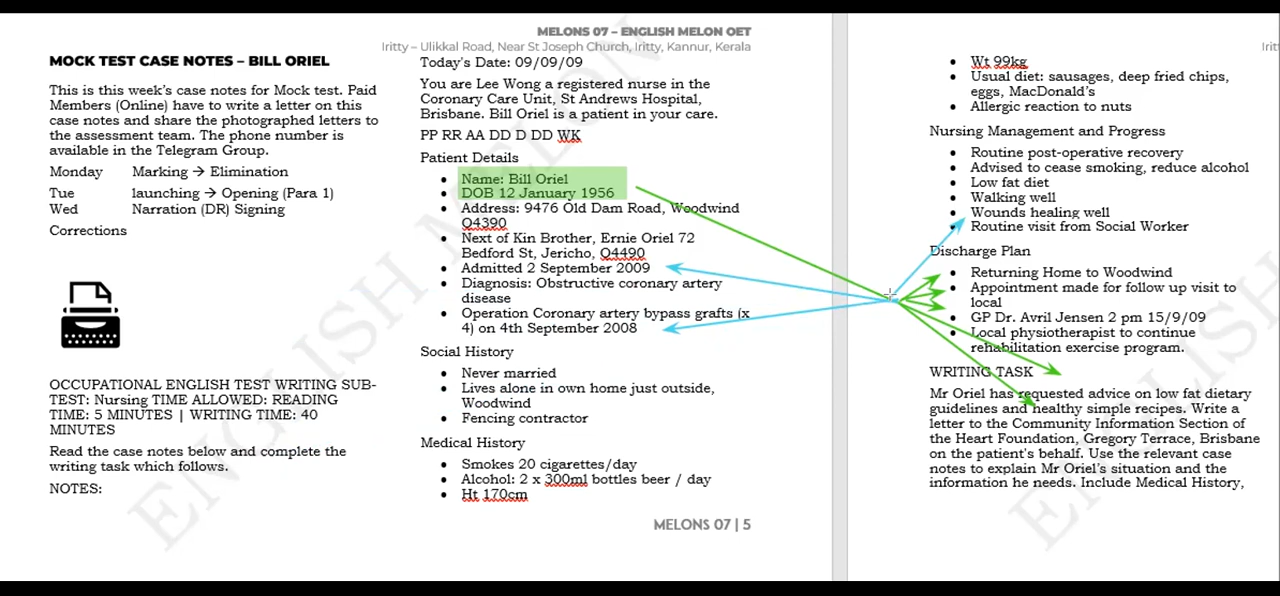 MELONS 07 – ENGLISH MELON OET
Iritty – Ulikkal Road, Near St Joseph Church, Iritty, Kannur, Kerala
MOCK TEST CASE NOTES – BILL ORIEL
This is this week's case notes for Mock test. Paid
Members (Online) have to write a letter on this
case notes and share the photographed letters to
the assessment team. The phone number is
available in the Telegram Group.
Monday Marking → Elimination
Tue launching → Opening (Para 1)
Wed Narration (DR) Signing
Corrections
OCCUPATIONAL ENGLISH TEST WRITING SUB-
TEST: Nursing TIME ALLOWED: READING
TIME: 5 MINUTES | WRITING TIME: 40
MINUTES
Read the case notes below and complete the
writing task which follows.
NOTES:
Today's Date: 09/09/09
You are Lee Wong a registered nurse in the
Coronary Care Unit, St Andrews Hospital,
Brisbane. Bill Oriel is a patient in your care.
PP RR AA DD D DD WK
Patient Details
• Name: Bill Oriel
• DOB 12 January 1956
• Address: 9476 Old Dam Road, Woodwind
Q4390
• Next of Kin Brother, Ernie Oriel 72
Bedford St, Jericho, Q4490
• Admitted 2 September 2009
• Diagnosis: Obstructive coronary artery
disease
• Operation Coronary artery bypass grafts (x
4) on 4th September 2008
Social History
• Never married
• Lives alone in own home just outside,
Woodwind
• Fencing contractor
Medical History
• Smokes 20 cigarettes/day
• Alcohol: 2 x 300ml bottles beer / day
• Ht 170cm
MELONS 07 | 5
Irit
• Wt 99kg
• Usual diet: sausages, deep fried chips,
eggs, MacDonald's
• Allergic reaction to nuts
Nursing Management and Progress
• Routine post-operative recovery
• Advised to cease smoking, reduce alcohol
• Low fat diet
• Walking well
• Wounds healing well
• Routine visit from Social Worker
Discharge Plan
• Returning Home to Woodwind
• Appointment made for follow up visit to
local
• GP Dr. Avril Jensen 2 pm 15/9/09
• Local physiotherapist to continue
rehabilitation exercise program.
WRITING TASK
Mr Oriel has requested advice on low fat dietary
guidelines and healthy simple recipes. Write a
letter to the Community Information Section of
the Heart Foundation, Gregory Terrace, Brisbane
on the patient's behalf. Use the relevant case
notes to explain Mr Oriel's situation and the
information he needs. Include Medical History,
ENGLISH MELON
ENGLISH